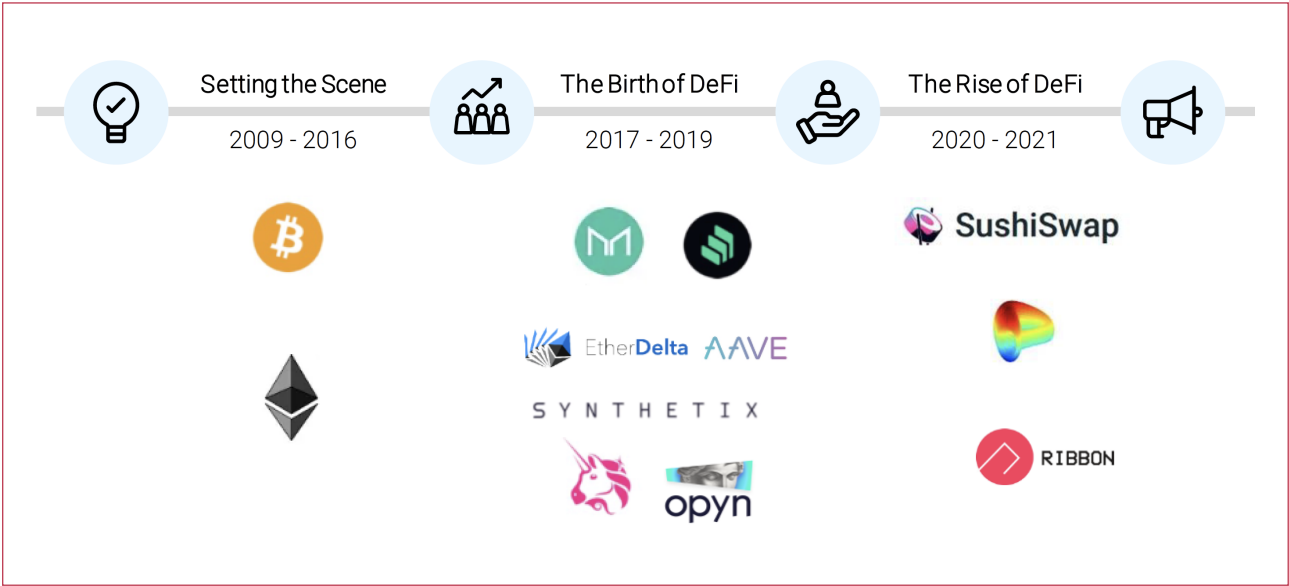 Setting the Scene
2009 - 2016
The Birth of DeFi
2017 - 2019
The Rise of DeFi
2020 - 2021
EtherDelta
AAVE
SYNTHETIX
opyn
SushiSwap
RIBBON